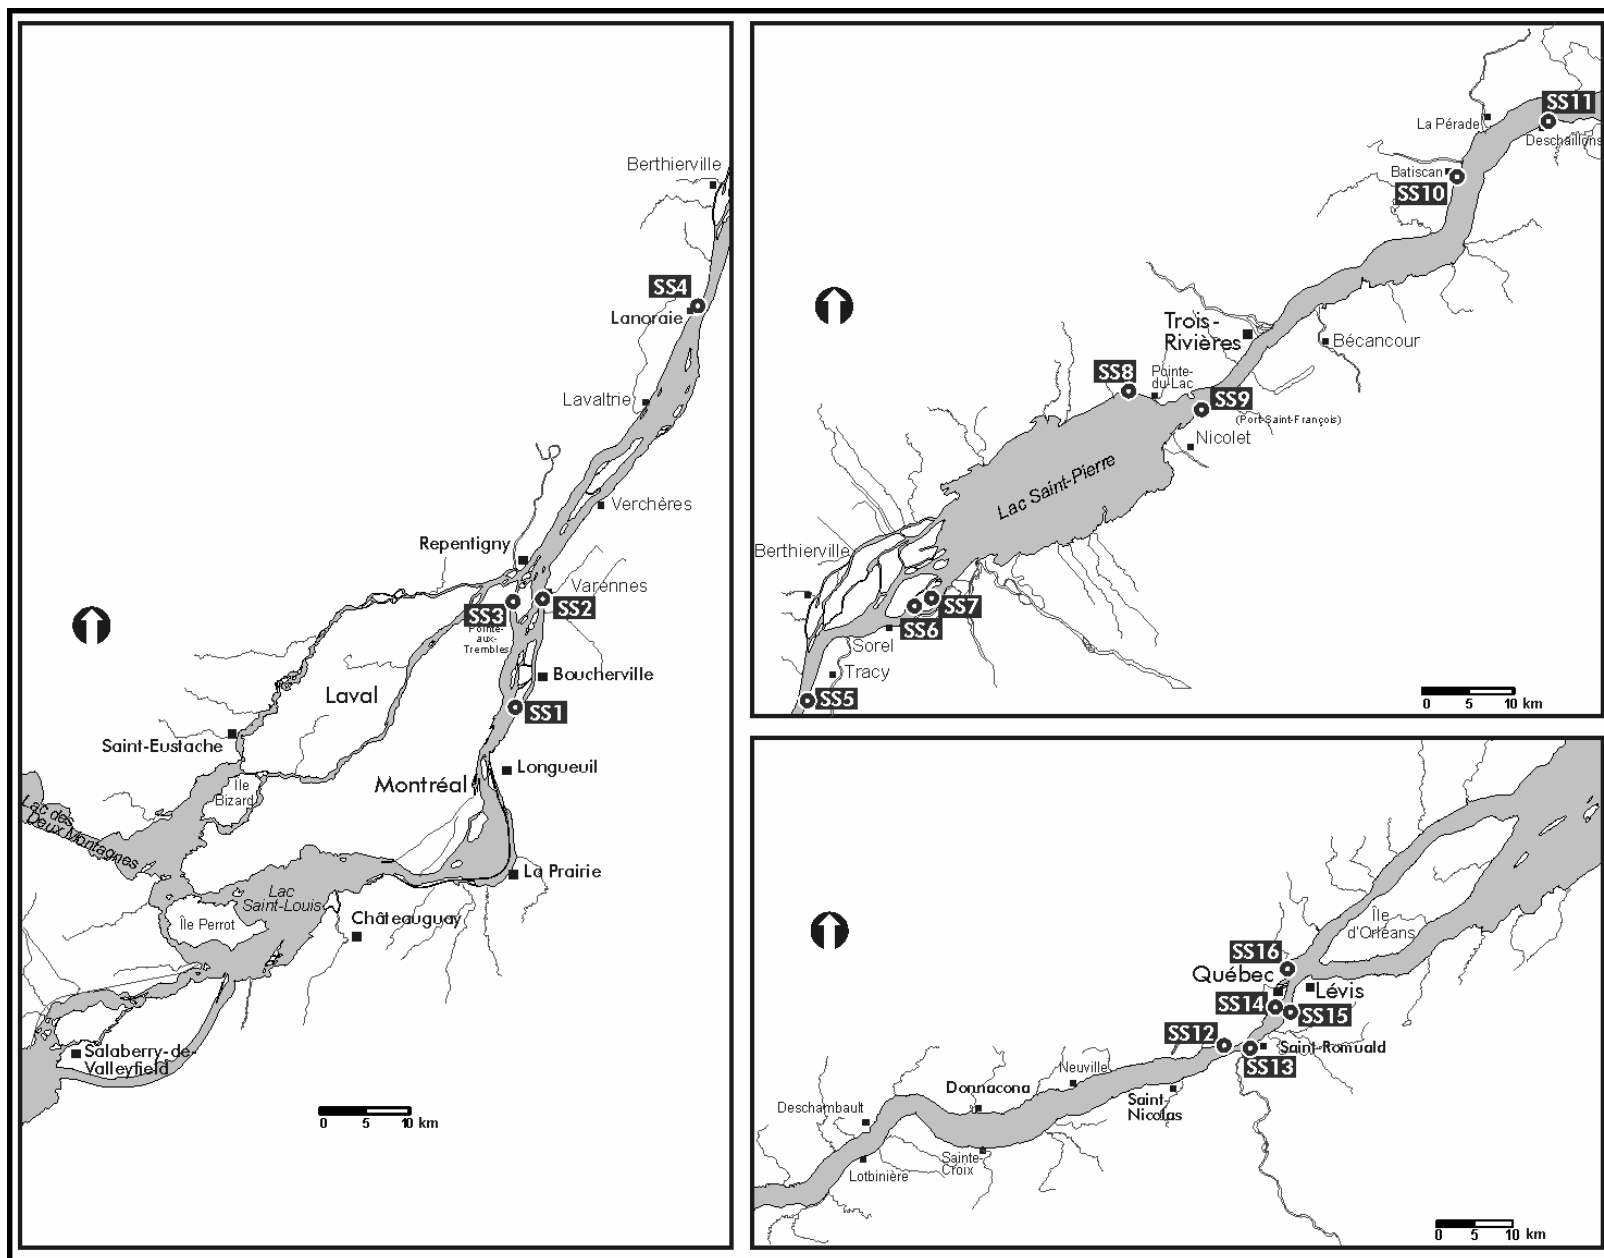 Berthierville
SS4
Lanoraie
Lavaltrie
Verchères
Repentigny
Varennes
SS3
SS2
Pointe-
aux-
Trembles
Boucherville
Laval
SS1
Saint-Eustache
Longueuil
Montréal
Ile
Bizard
Lac des
Deux Montagnes
La Prairie
Lac
Saint-Louis
Île Perrot
Châteauguay
Salaberry-de-
Valleyfield
0 5 10 km
SS11
La Pérade
Deschaillons
Batiscan
SS10
Trois-
Rivières
Bécancour
SS8
Pointe-
du-Lac
SS9
(Port-Saint-François)
Nicolet
Lac Saint-Pierre
Berthierville
SS7
SS6
Sorel
Tracy
SS5
0 5 10 km
Île
d'Orléans
SS16
Québec
Lévis
SS14
SS15
SS12
Saint-Romuald
SS13
Neuville
Donnacona
Saint-
Nicolas
Deschambault
Sainte-
Croix
Lotbinière
0 5 10 km